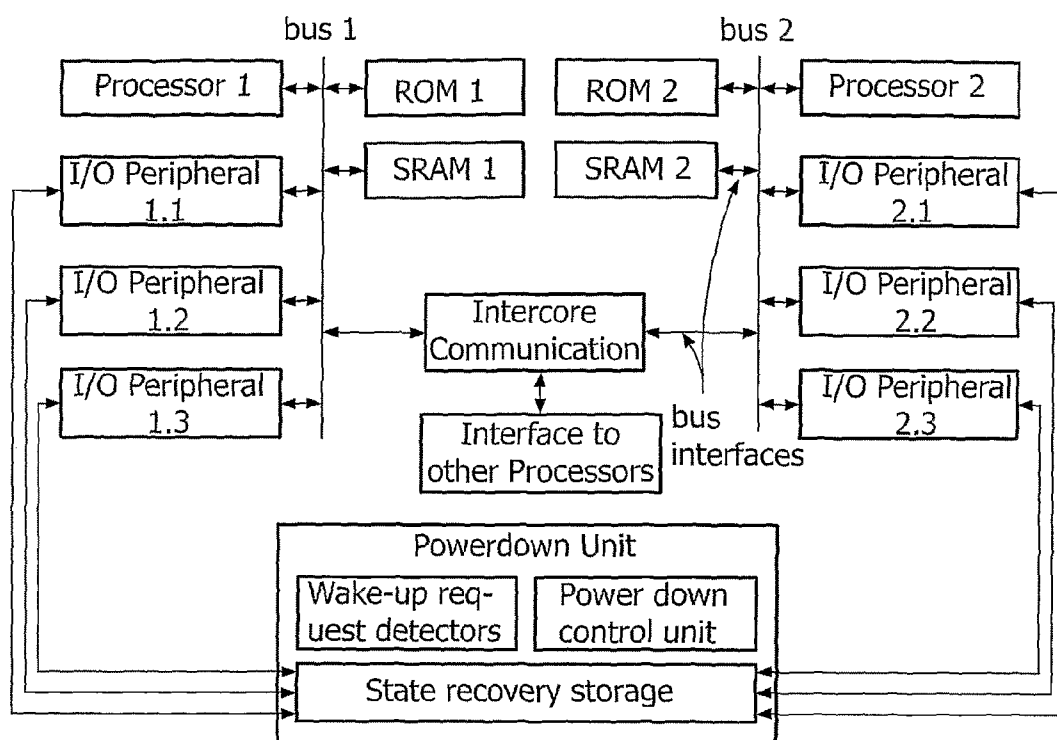 bus 1
bus 2
Processor 1
ROM 1
ROM 2
Processor 2
I/O Peripheral
1.1
SRAM 1
SRAM 2
I/O Peripheral
2.1
I/O Peripheral
1.2
Intercore
Communication
I/O Peripheral
2.2
I/O Peripheral
1.3
Interface to
other Processors
bus
interfaces
I/O Peripheral
2.3
Powerdown Unit
Wake-up req-
uest detectors
Power down
control unit
State recovery storage